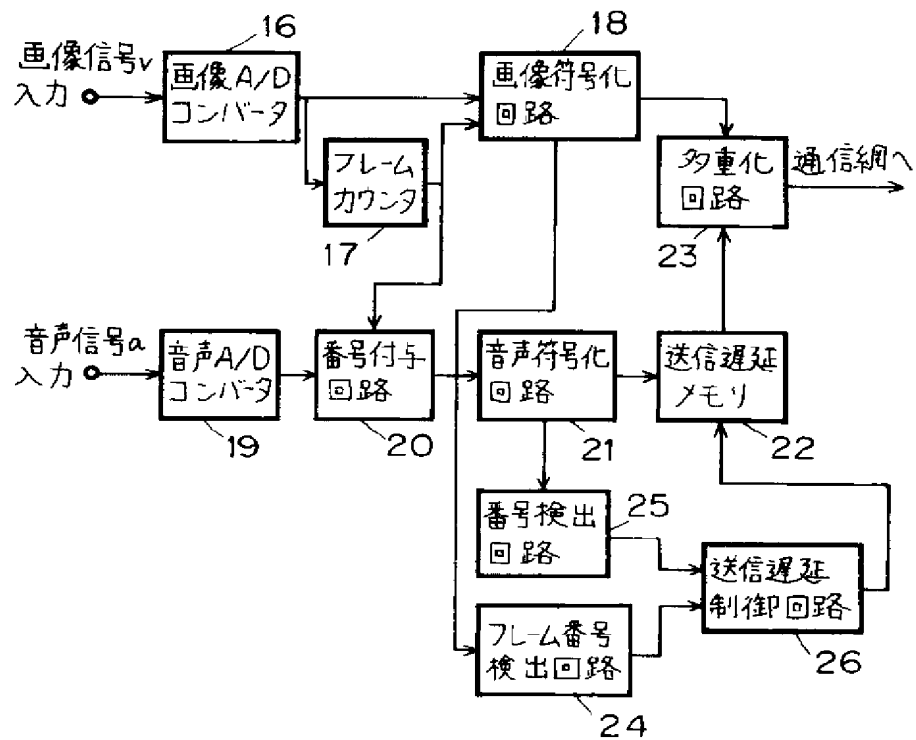 16
18
画像信号v
入力
画像A/D
コンバータ
画像符号化
回路
フレーム
カウンタ
17
多重化
回路
23
通信網へ
音声信号a
入力
音声A/D
コンバータ
19
番号付与
回路
20
音声符号化
回路
21
送信遅延
メモリ
22
番号検出
回路
25
送信遅延
制御回路
26
フレーム番号
検出回路
24